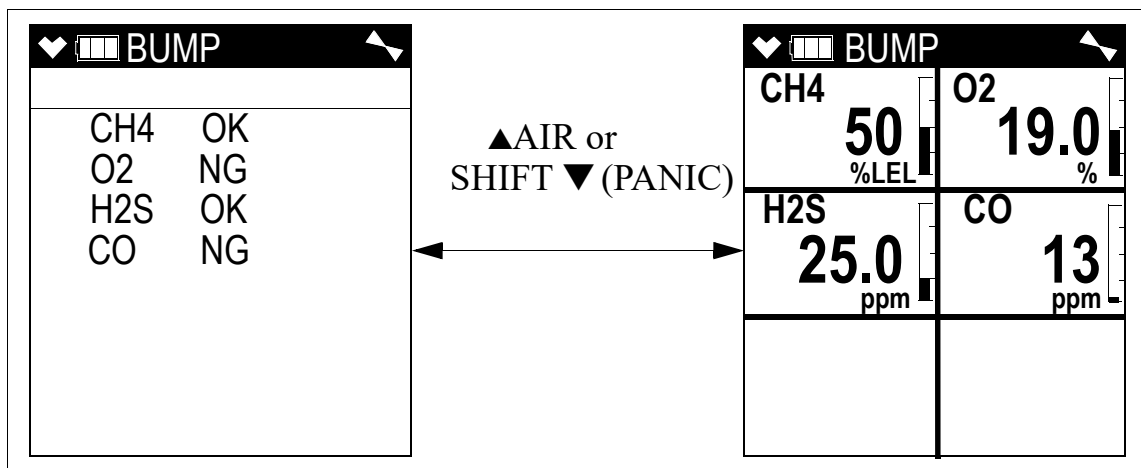 BUMP
CH4 OK
O2 NG
H2S OK
CO NG
▲AIR or
SHIFT ▼(PANIC)
BUMP
CH4
50
%LEL
O2
19.0
%
H2S
25.0
ppm
CO
13
ppm